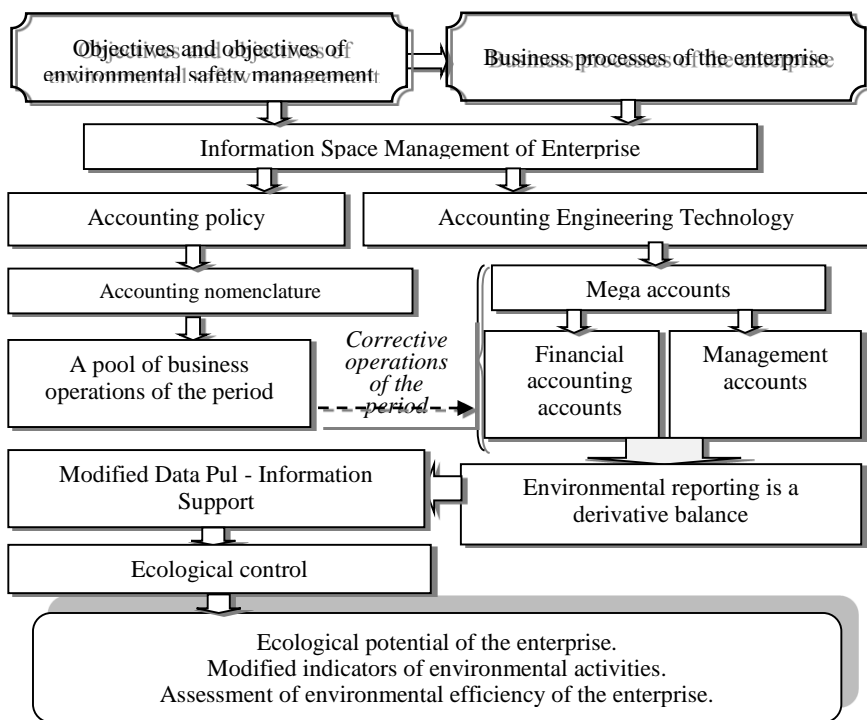 Objectives and objectives of
environmental safety management
Business processes of the enterprise
Information Space Management of Enterprise
Accounting policy
Accounting Engineering Technology
Accounting nomenclature
Mega accounts
A pool of business
operations of the period
Corrective
operations
of the
period
Financial
accounting
accounts
Management
accounts
Modified Data Pul - Information
Support
Environmental reporting is a
derivative balance
Ecological control
Ecological potential of the enterprise.
Modified indicators of environmental activities.
Assessment of environmental efficiency of the enterprise.